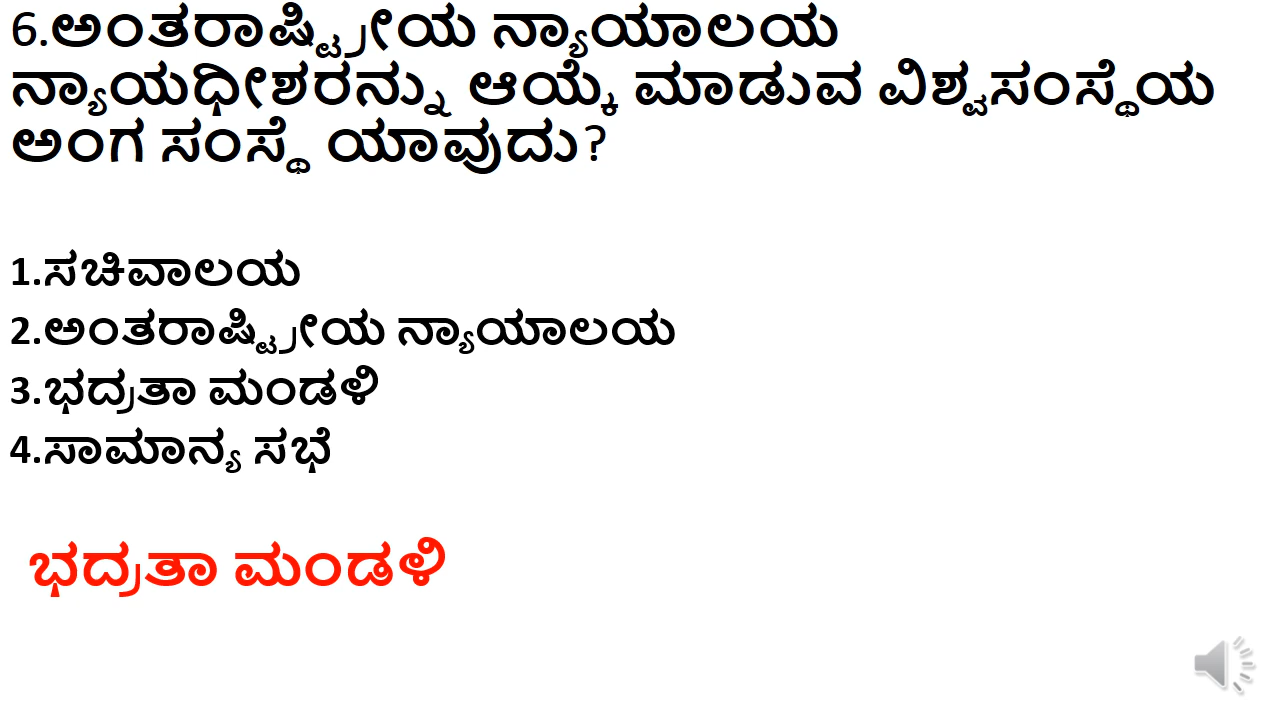 6.ಅಂತರಾಷ್ಟ್ರೀಯ ನ್ಯಾಯಾಲಯ
ನ್ಯಾಯಧೀಶರನ್ನು ಆಯ್ಕೆ ಮಾಡುವ ವಿಶ್ವಸಂಸ್ಥೆಯ
ಅಂಗ ಸಂಸ್ಥೆ ಯಾವುದು?
1.ಸಚಿವಾಲಯ
2.ಅಂತರಾಷ್ಟ್ರೀಯ ನ್ಯಾಯಾಲಯ
3.ಭದ್ರತಾ ಮಂಡಳಿ
4.ಸಾಮಾನ್ಯ ಸಭೆ
ಭದ್ರತಾ ಮಂಡಳಿ